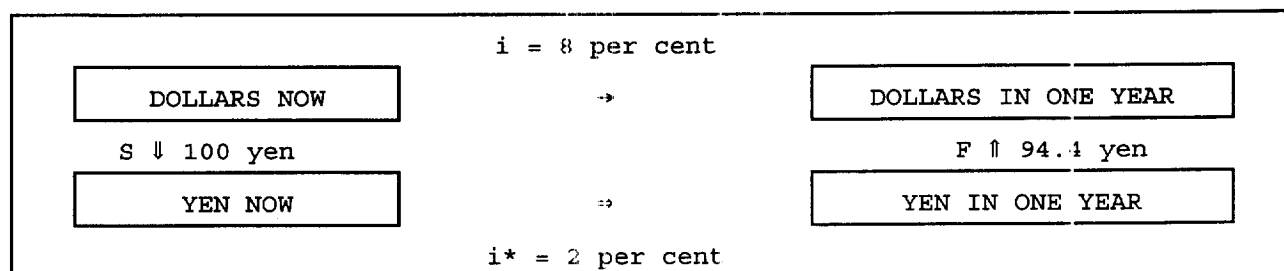 i = 8 per cent
DOLLARS NOW → DOLLARS IN ONE YEAR
S ⇓ 100 yen F ⇑ 94.4 yen
YEN NOW ⇒ YEN IN ONE YEAR
i* = 2 per cent